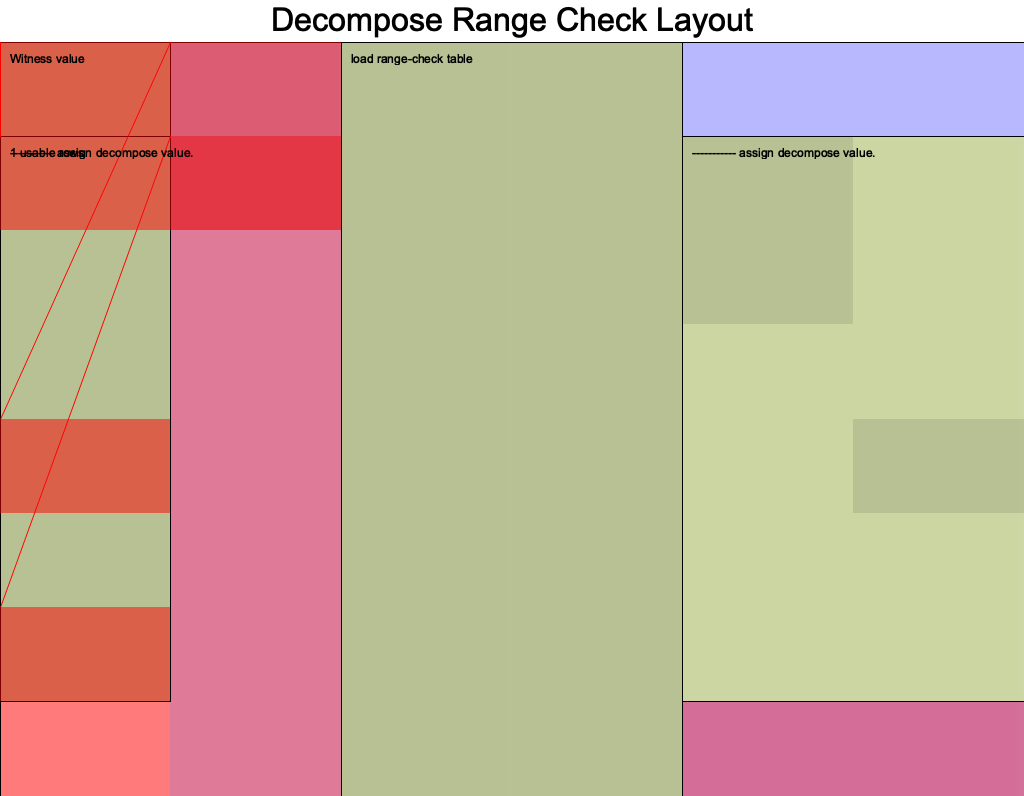 Decompose Range Check Layout
Witness value
load range-check table
1 usable rows
----------- assign decompose value.
----------- assign decompose value.